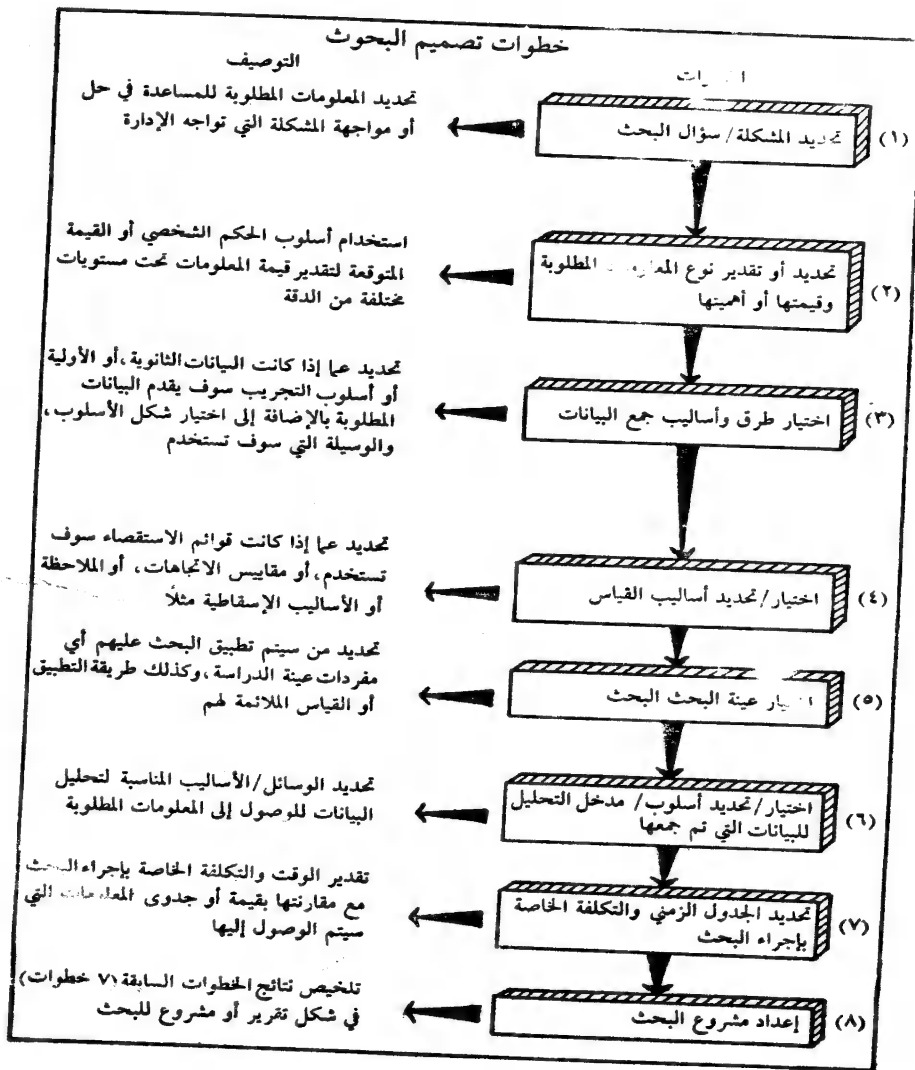 خطوات تصميم البحوث
التوصيف
(١)
تحديد المشكلة/ سؤال البحث
تحديد المعلومات المطلوبة للمساعدة في حل
أو مواجهة المشكلة التي تواجه الإدارة
(٢)
تحديد أو تقدير نوع المطلوبة
وقيمتها أو أهميتها
استخدام أسلوب الحكم الشخصي أو القيمة
المتوقعة لتقدير قيمة المعلومات تحت مستويات
مختلفة من الدقة
(٣)
اختيار طرق وأساليب جمع البيانات
تحديد عما إذا كانت البيانات الثانوية، أو الأولية
أو أسلوب التجريب سوف يقدم البيانات
المطلوبة بالإضافة إلى اختيار شكل الأسلوب،
والوسيلة التي سوف تستخدم
(٤)
اختيار/تحديد أساليب القياس
تحديد عما إذا كانت قوائم الاستقصاء سوف
تستخدم، أو مقاييس الاتجاهات، أو الملاحظة
أو الأساليب الإسقاطية مثلاً
(٥)
عينة البحث البحث
تحديد من سيتم تطبيق البحث عليهم أي
مفردات عينة الدراسة، وكذلك طريقة التطبيق
أو القياس الملائمة لهم
(٦)
اختيار/تحديد أسلوب/ مدخل التحليل
للبيانات التي تم جمعها
تحديد الوسائل/الأساليب المناسبة لتحليل
البيانات للوصول إلى المعلومات المطلوبة
(٧)
تحديد الجدول الزمني والتكلفة الخاصة
بإجراء البحث
تقدير الوقت والتكلفة الخاصة بإجراء البحث
مع مقارنتها بقيمة أو جدوى المعلومات التي
سيتم الوصول إليها
(٨)
إعداد مشروع البحث
تلخيص نتائج الخطوات السابقة (٧ خطوات)
في شكل تقرير أو مشروع للبحث